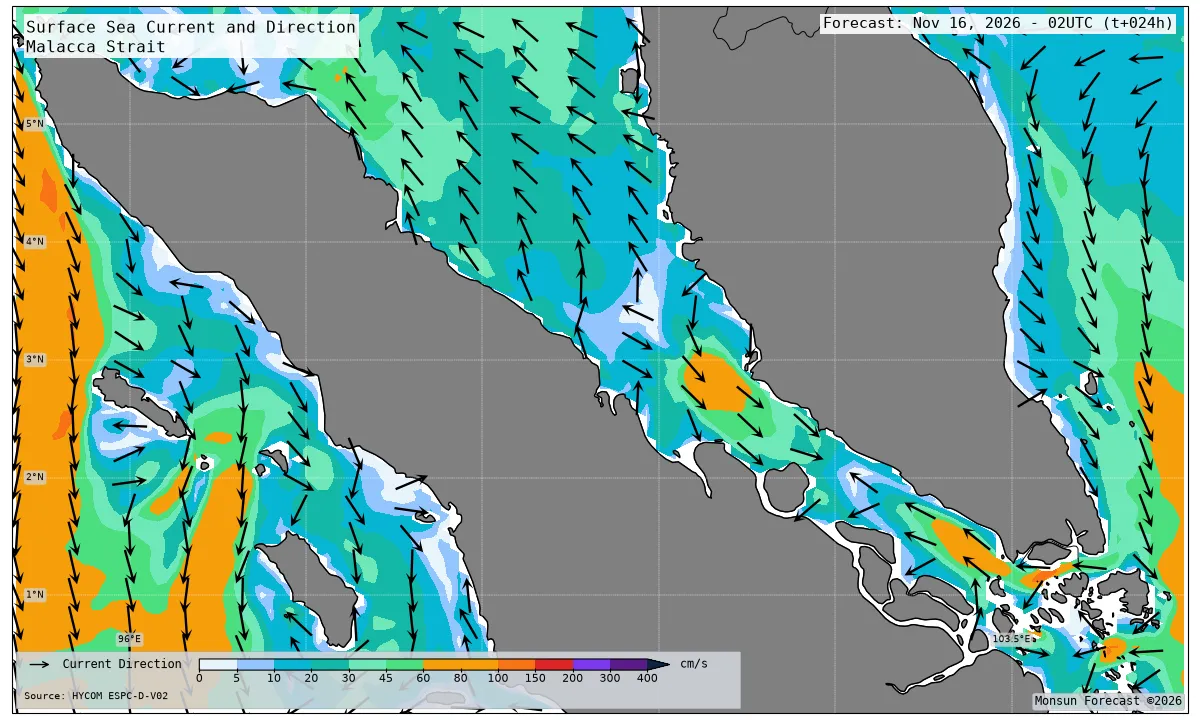 Surface Sea Current and Direction
Malacca Strait
Forecast: Nov 16, 2026 - 02UTC (t+024h)
5°N
4°N
3°N
2°N
1°N
96°E
103.5°E
Current Direction
0 5 10 20 30 45 60 80 100 150 200 300 400
cm/s
Source: HYCOM ESPC-D-V02
Monsun Forecast ©2026